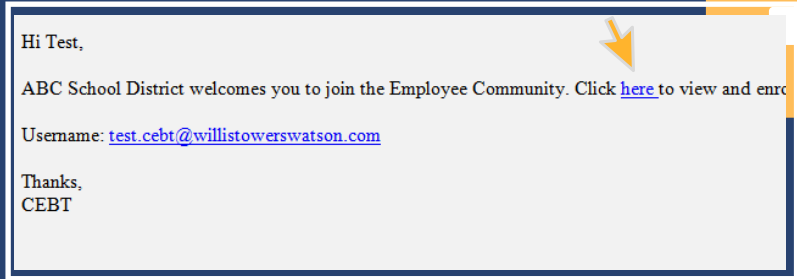 Hi Test,
ABC School District welcomes you to join the Employee Community. Click here to view and
Username: test.cebt@willistowerswatson.com
Thanks,
CEBT